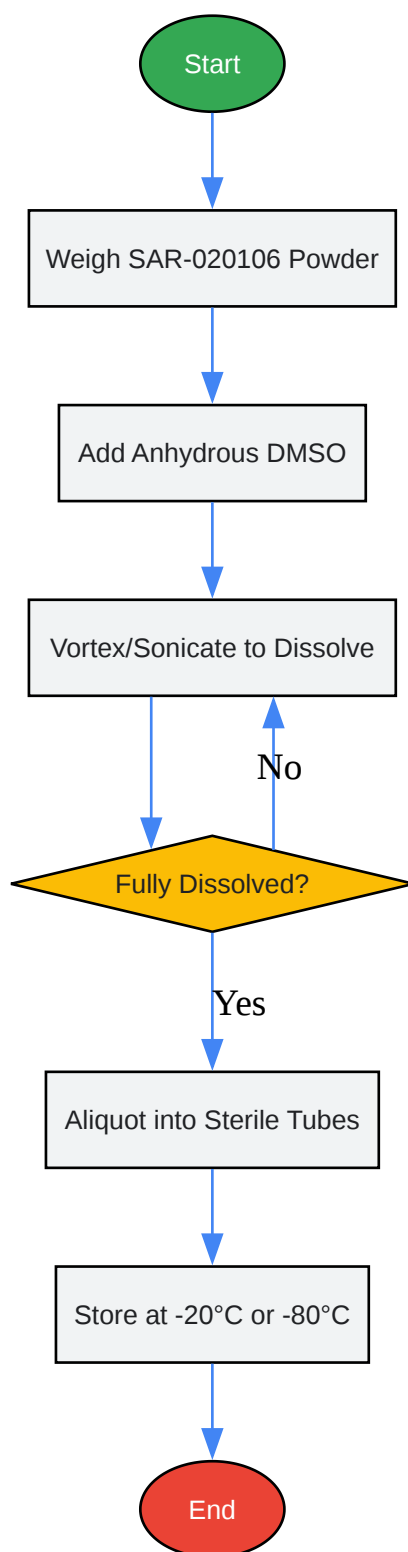 Start
Weigh SAR-020106 Powder
Add Anhydrous DMSO
Vortex/Sonicate to Dissolve
No
Fully Dissolved?
Yes
Aliquot into Sterile Tubes
Store at -20°C or -80°C
End